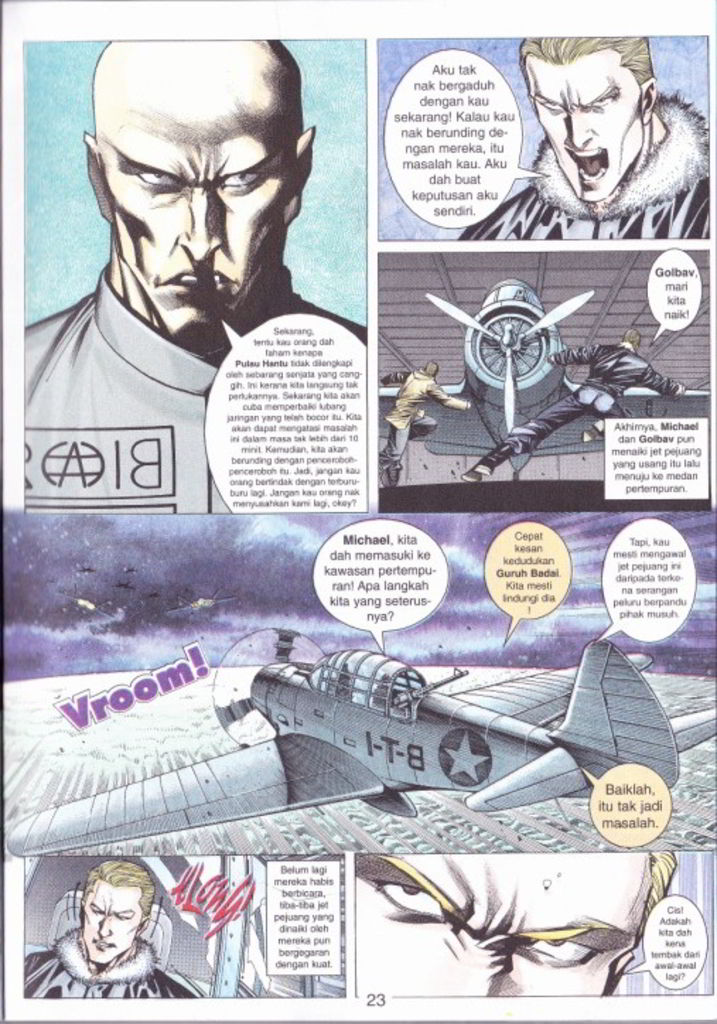 Sekarang,
tentu kau orang dah
faham kenapa
Pulau Hantu tidak dilengkapi
oleh sebarang senjata yang cang-
gih. Ini kerana kita langsung tak
perlukannya. Sekarang kita akan
cuba memperbaiki lubang
jaringan yang telah bocor itu. Kita
akan dapat mengatasi masalah
ini dalam masa tak lebih dari 10
minit. Kemudian, kita akan
berunding dengan penceroboh-
penceroboh itu. Jadi, jangan kau
orang bertindak dengan terburu-
buru lagi. Jangan kau orang nak
menyusahkan kami lagi, okey?
Aku tak
nak bergaduh
dengan kau
sekarang! Kalau kau
nak berunding de-
ngan mereka, itu
masalah kau. Aku
dah buat
keputusan aku
sendiri.
Golbav,
mari
kita
naik!
Akhirnya, Michael
dan Golbav pun
menaiki jet pejuang
yang usang itu lalu
menuju ke medan
pertempuran.
Michael, kita
dah memasuki ke
kawasan pertempu-
ran! Apa langkah
kita yang seterus-
nya?
Cepat
kesan
kedudukan
Guruh Badai.
Kita mesti
lindungi dia
!
Tapi, kau
mesti mengawal
jet pejuang ini
daripada terke-
na serangan
peluru berpandu
pihak musuh.
Vroom!
I-T-8
Baiklah,
itu tak jadi
masalah.
Belum lagi
mereka habis
berbicara,
tiba-tiba jet
pejuang yang
dinaiki oleh
mereka pun
bergegaran
dengan kuat.
Cis!
Adakah
kita dah
kena
tembak dari
awal-awal
lagi?
23